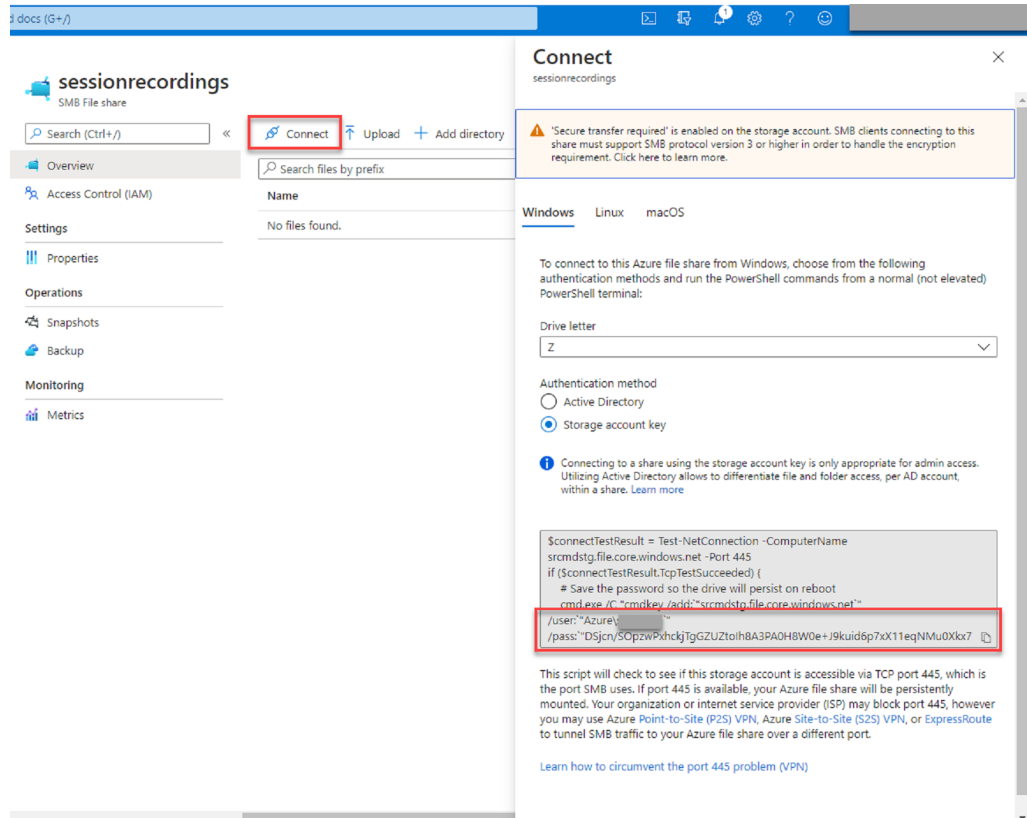 d docs (G+/)
1
sessionrecordings
SMB File share
Search (Ctrl+/)
«
Overview
Access Control (IAM)
Settings
Properties
Operations
Snapshots
Backup
Monitoring
Metrics
Connect
Upload
Add directory
Search files by prefix
Name
No files found.
Connect
sessionrecordings
'Secure transfer required' is enabled on the storage account. SMB clients connecting to this
share must support SMB protocol version 3 or higher in order to handle the encryption
requirement. Click here to learn more.
Windows Linux macOS
To connect to this Azure file share from Windows, choose from the following
authentication methods and run the PowerShell commands from a normal (not elevated)
PowerShell terminal:
Drive letter
Z
Authentication method
Active Directory
Storage account key
Connecting to a share using the storage account key is only appropriate for admin access.
Utilizing Active Directory allows to differentiate file and folder access, per AD account,
within a share. Learn more
$connectTestResult = Test-NetConnection -ComputerName
srcmdstg.file.core.windows.net -Port 445
if ($connectTestResult.TcpTestSucceeded) {
# Save the password so the drive will persist on reboot
cmd.exe /C "cmdkey /add:`"srcmdstg.file.core.windows.net`"
/user:`"Azure\
/pass:`"DSjcn/SOpzwPxhckjTgGZUZtoIh8A3PA0H8W0e+J9kuid6p7xX11eqNMu0Xkx7
This script will check to see if this storage account is accessible via TCP port 445, which is
the port SMB uses. If port 445 is available, your Azure file share will be persistently
mounted. Your organization or internet service provider (ISP) may block port 445, however
you may use Azure Point-to-Site (P2S) VPN, Azure Site-to-Site (S2S) VPN, or ExpressRoute
to tunnel SMB traffic to your Azure file share over a different port.
Learn how to circumvent the port 445 problem (VPN)